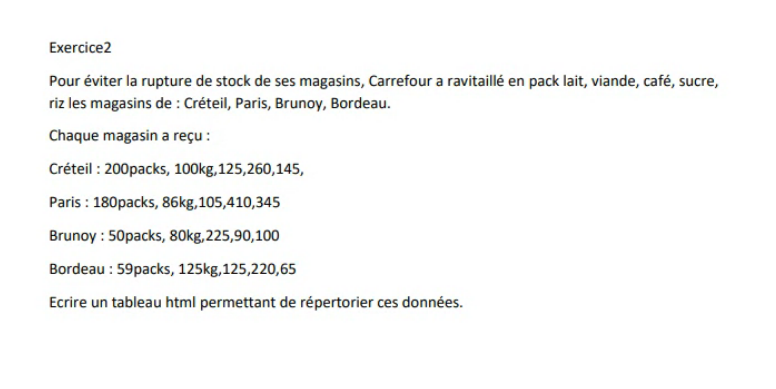 Exercice2
Pour éviter la rupture de stock de ses magasins, Carrefour a ravitaillé en pack lait, viande, café, sucre,
riz les magasins de : Créteil, Paris, Brunoy, Bordeau.
Chaque magasin a reçu :
Créteil : 200packs, 100kg,125,260,145,
Paris : 180packs, 86kg,105,410,345
Brunoy : 50packs, 80kg,225,90,100
Bordeau : 59packs, 125kg,125,220,65
Ecrire un tableau html permettant de répertorier ces données.